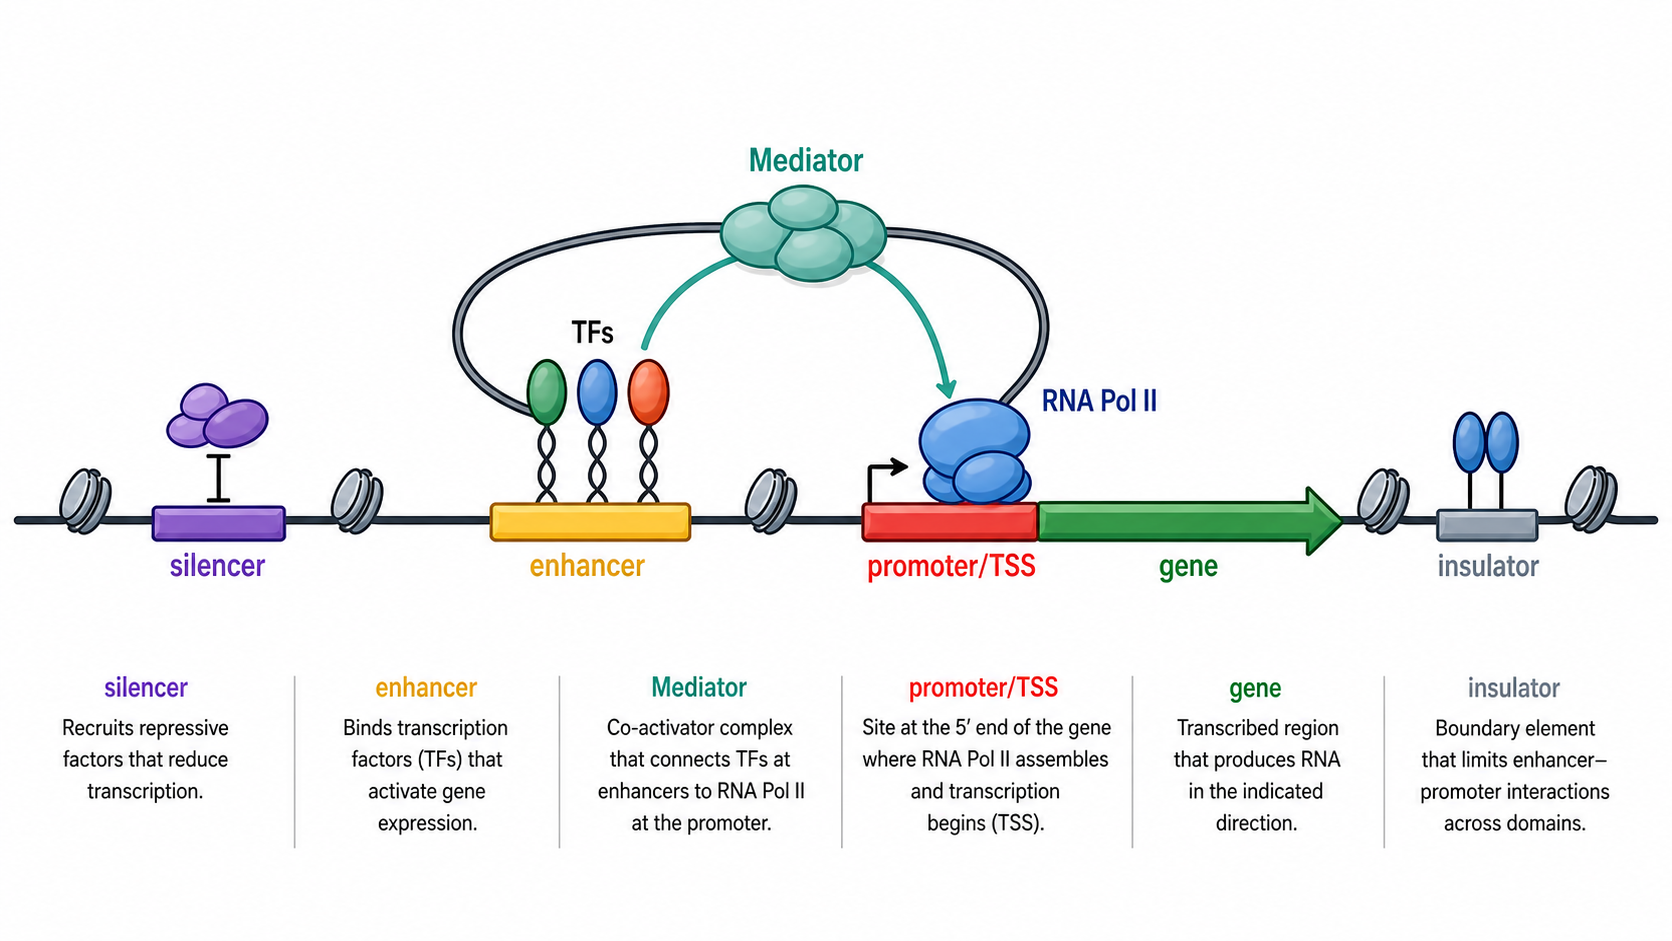 Mediator
TFs
RNA Pol II
silencer
enhancer
promoter/TSS
gene
insulator
silencer
Recruits repressive
factors that reduce
transcription.
enhancer
Binds transcription
factors (TFs) that
activate gene
expression.
Mediator
Co-activator complex
that connects TFs at
enhancers to RNA Pol II
at the promoter.
promoter/TSS
Site at the 5′ end of the gene
where RNA Pol II assembles
and transcription
begins (TSS).
gene
Transcribed region
that produces RNA
in the indicated
direction.
insulator
Boundary element
that limits enhancer–
promoter interactions
across domains.